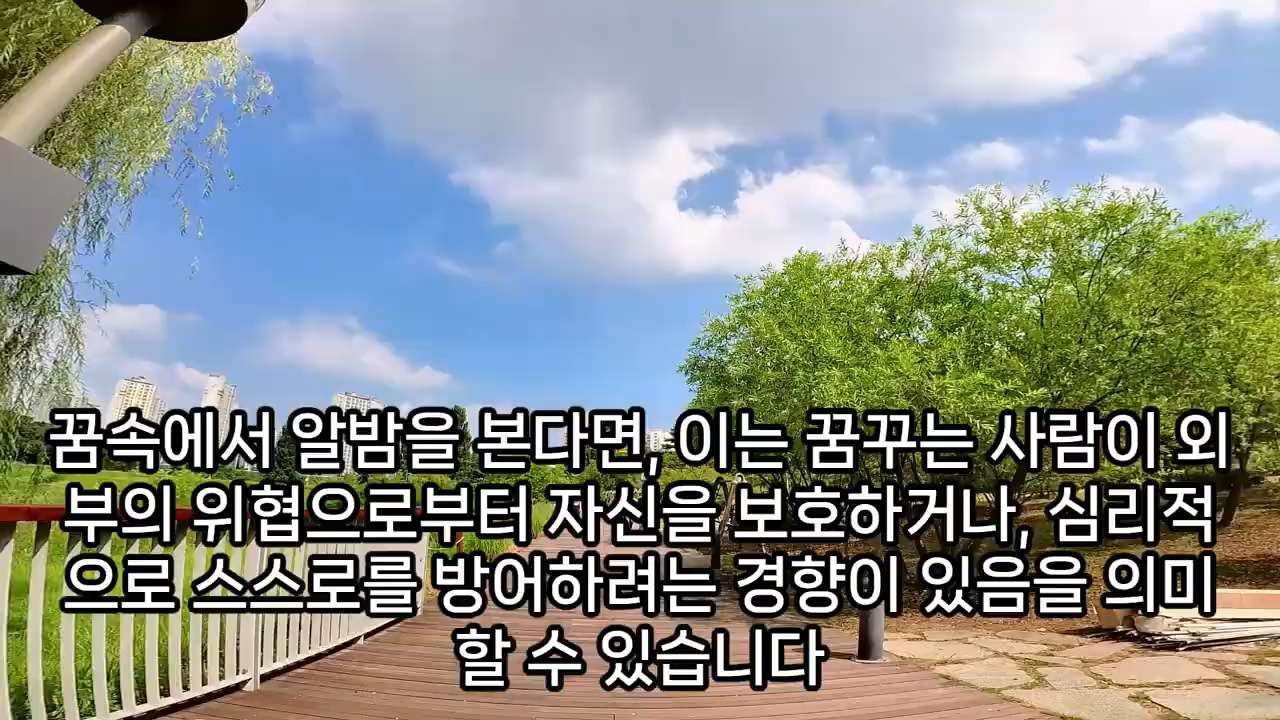 꿈속에서 알밤을 본다면, 이는 꿈꾸는 사람이 외
부의 위협으로부터 자신을 보호하거나, 심리적
으로 스스로를 방어하려는 경향이 있음을 의미
할 수 있습니다